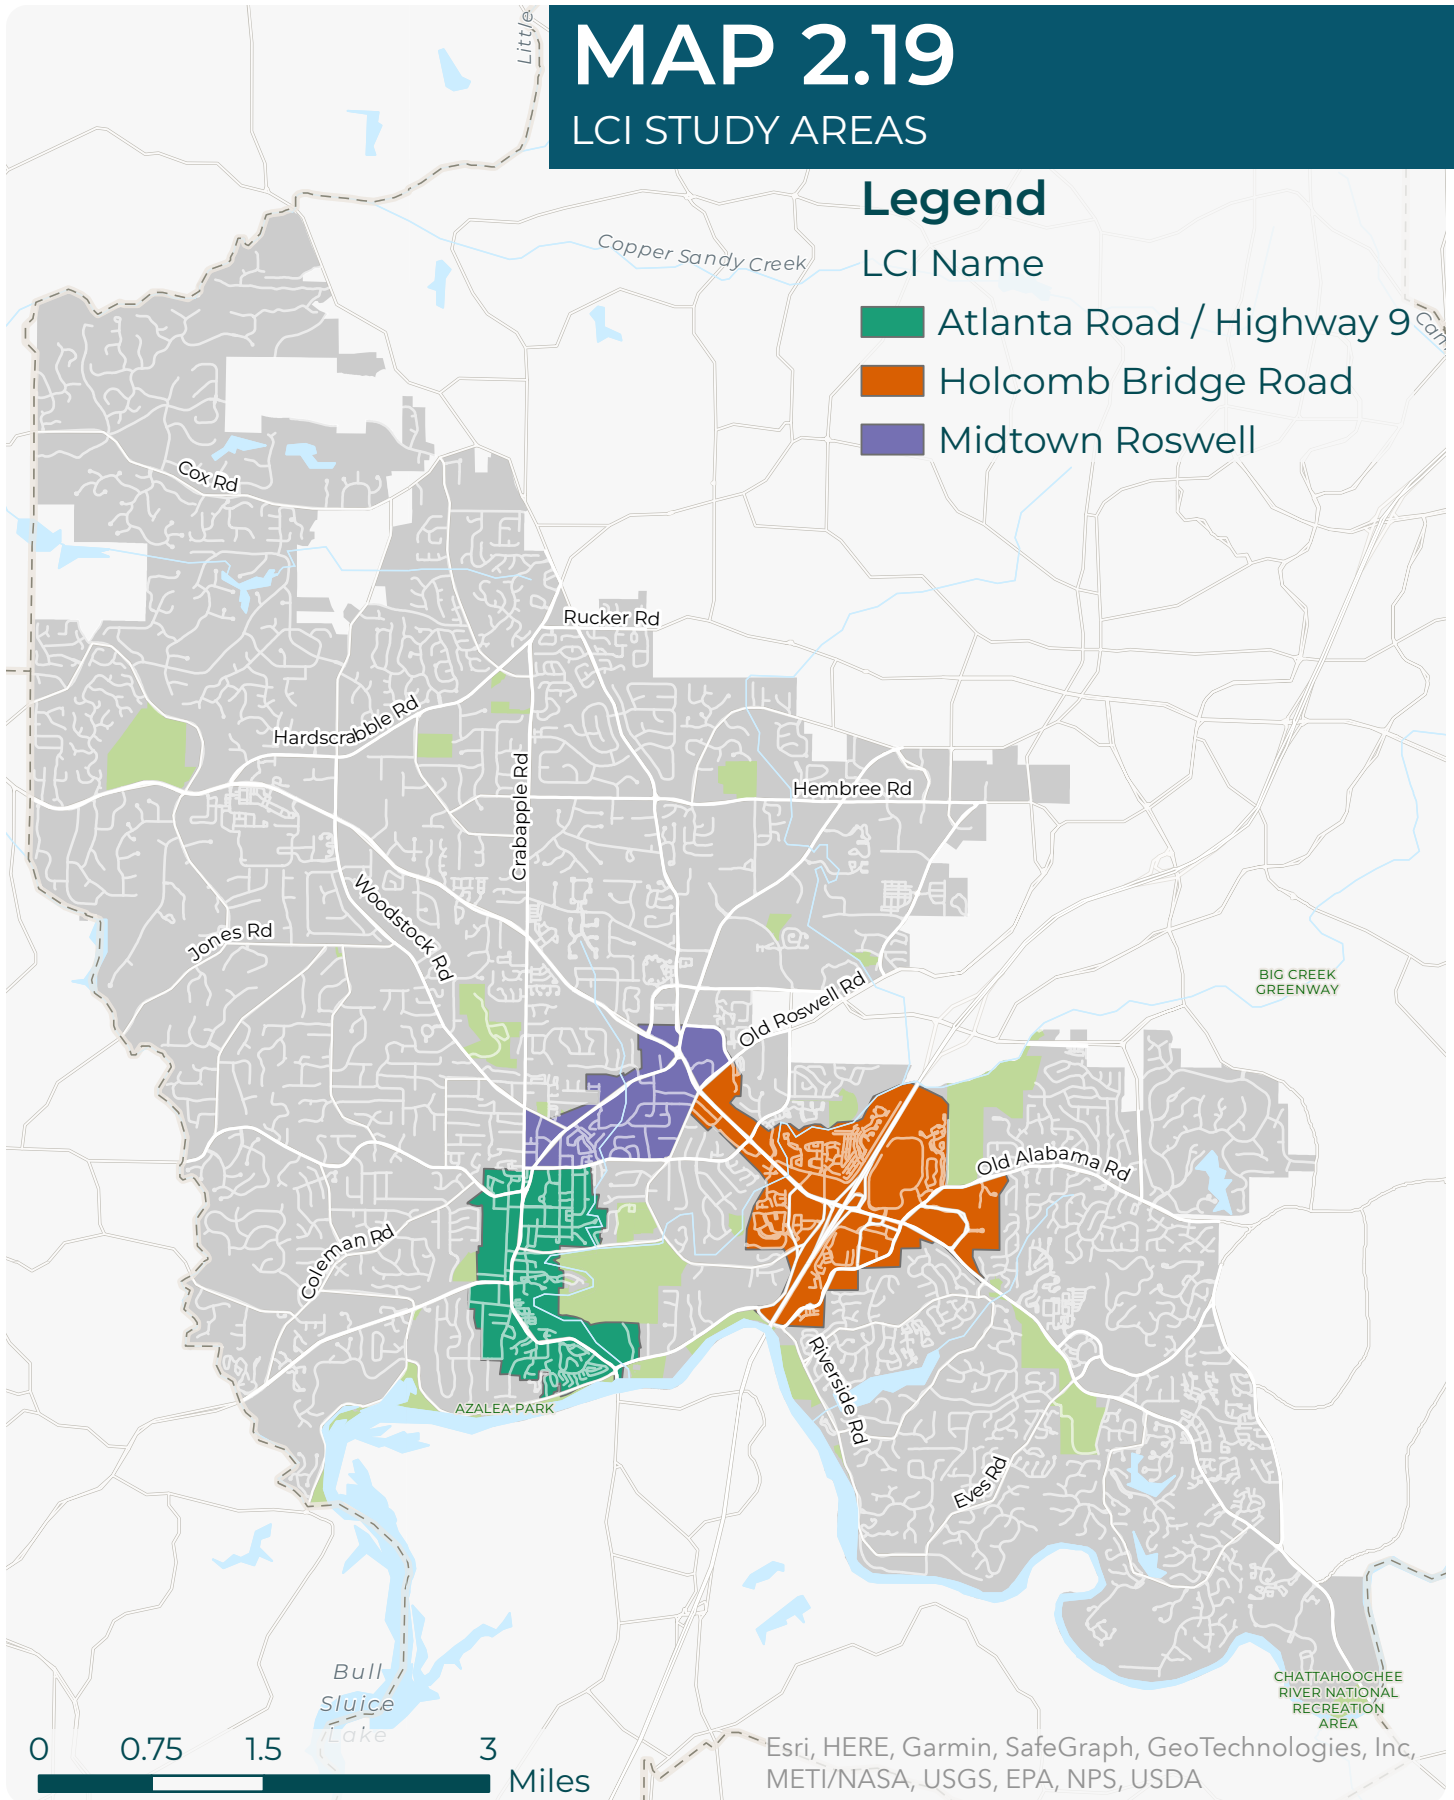 Little
MAP 2.19
LCI STUDY AREAS
Legend
LCI Name
Atlanta Road / Highway 9
Holcomb Bridge Road
Midtown Roswell
Copper Sandy Creek
Cox Rd
Rucker Rd
Hardscrabble Rd
Crabapple Rd
Hembree Rd
Woodstock Rd
Jones Rd
Old Roswell Rd
BIG CREEK
GREENWAY
Old Alabama Rd
Coleman Rd
Riverside Rd
AZALEA PARK
Eves Rd
Bull
Sluice
Lake
CHATTAHOOCHEE
RIVER NATIONAL
RECREATION
AREA
0 0.75 1.5 3
Miles
Esri, HERE, Garmin, SafeGraph, GeoTechnologies, Inc,
METI/NASA, USGS, EPA, NPS, USDA